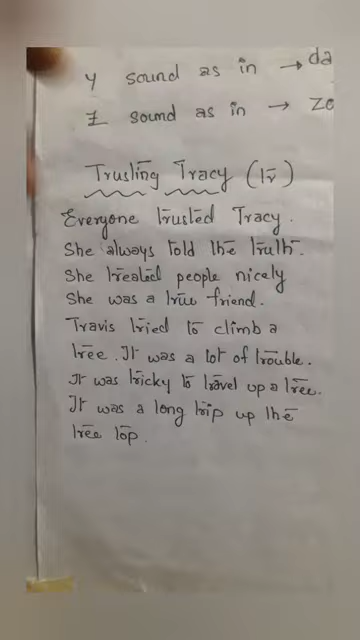 Y sound as in → da
Z sound as in → ze
Trusting Tracy (tr)
Everyone trusted Tracy.
She always told the truth.
She treated people nicely
She was a true friend.
Travis tried to climb a
tree. It was a lot of trouble.
It was tricky to travel up a tree.
It was a long trip up the
tree top.